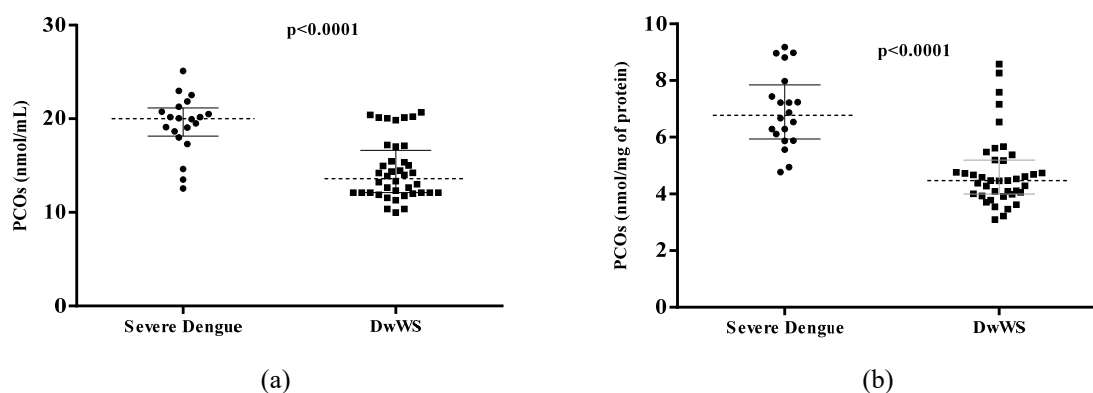 30
20
10
0
PCOs (nmol/mL)
p<0.0001
Severe Dengue
DwWS
(a)
10
8
6
4
2
0
PCOs (nmol/mg of protein)
p<0.0001
Severe Dengue
DwWS
(b)